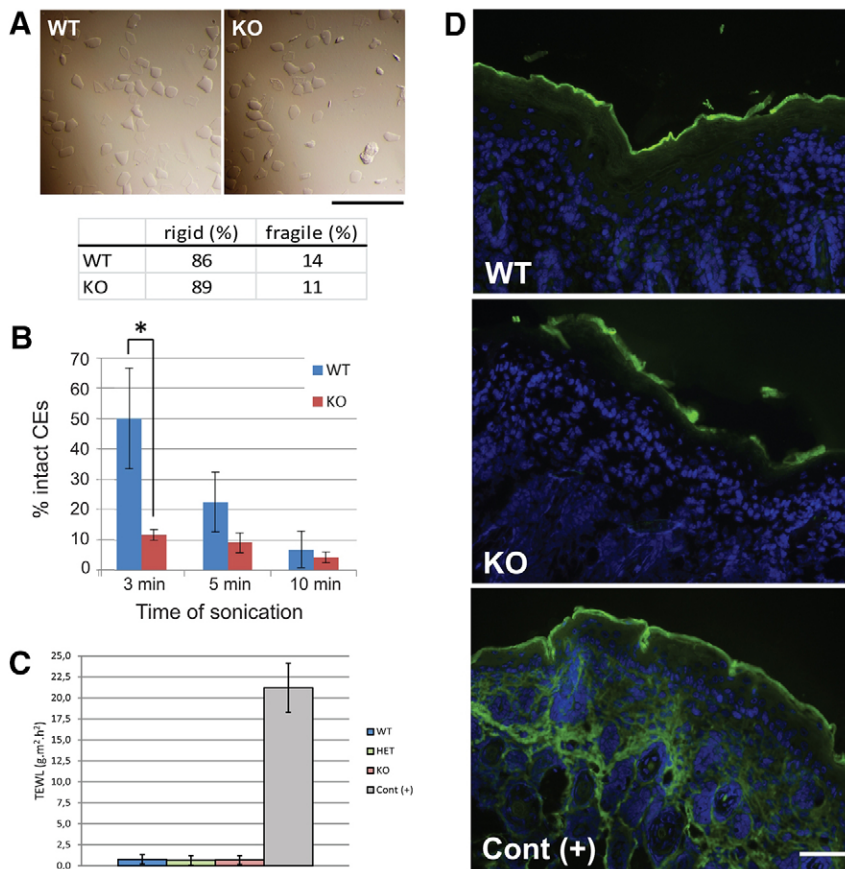 A
WT
KO
rigid (%) fragile (%)
WT 86 14
KO 89 11
B
*
70
60
50
40
30
20
10
0
% intact CEs
WT
KO
3 min 5 min 10 min
Time of sonication
C
25,0
22,5
20,0
17,5
15,0
12,5
10,0
7,5
5,0
2,5
0,0
TEWL (g.m².h²)
WT
HET
KO
Cont (+)
D
WT
KO
Cont (+)